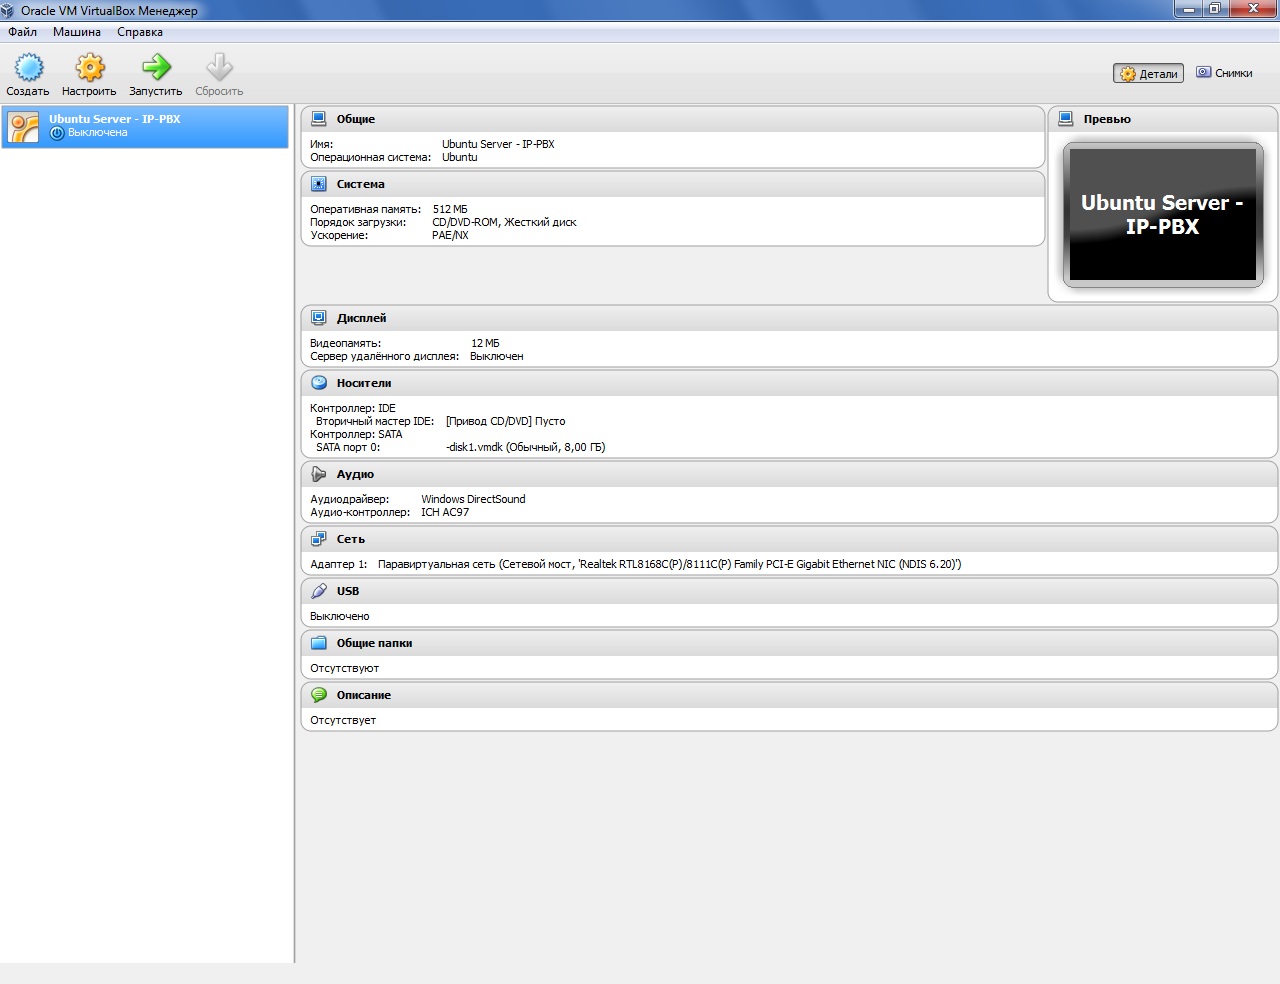 Oracle VM VirtualBox Менеджер
Файл Машина Справка
Создать Настроить Запустить Сбросить
Детали Снимки
Ubuntu Server - IP-PBX
Выключена
Общие
Имя: Ubuntu Server - IP-PBX
Операционная система: Ubuntu
Превью
Ubuntu Server -
IP-PBX
Система
Оперативная память: 512 МБ
Порядок загрузки: CD/DVD-ROM, Жесткий диск
Ускорение: PAE/NX
Дисплей
Видеопамять: 12 МБ
Сервер удалённого дисплея: Выключен
Носители
Контроллер: IDE
Вторичный мастер IDE: [Привод CD/DVD] Пусто
Контроллер: SATA
SATA порт 0: -disk1.vmdk (Обычный, 8,00 ГБ)
Аудио
Аудиодрайвер: Windows DirectSound
Аудио-контроллер: ICH AC97
Сеть
Адаптер 1: Паравиртуальная сеть (Сетевой мост, 'Realtek RTL8168C(P)/8111C(P) Family PCI-E Gigabit Ethernet NIC (NDIS 6.20)')
USB
Выключено
Общие папки
Отсутствуют
Описание
Отсутствует